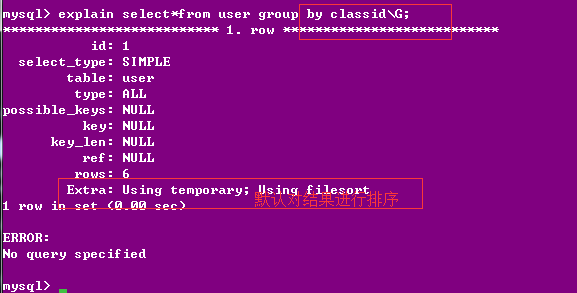 mysql> explain select*from user group by classid\G;
*************************** 1. row ***************************
id: 1
select_type: SIMPLE
table: user
type: ALL
possible_keys: NULL
key: NULL
key_len: NULL
ref: NULL
rows: 6
Extra: Using temporary; Using filesort
1 row in set (0.00 sec)
默认对结果进行排序
ERROR:
No query specified
mysql>